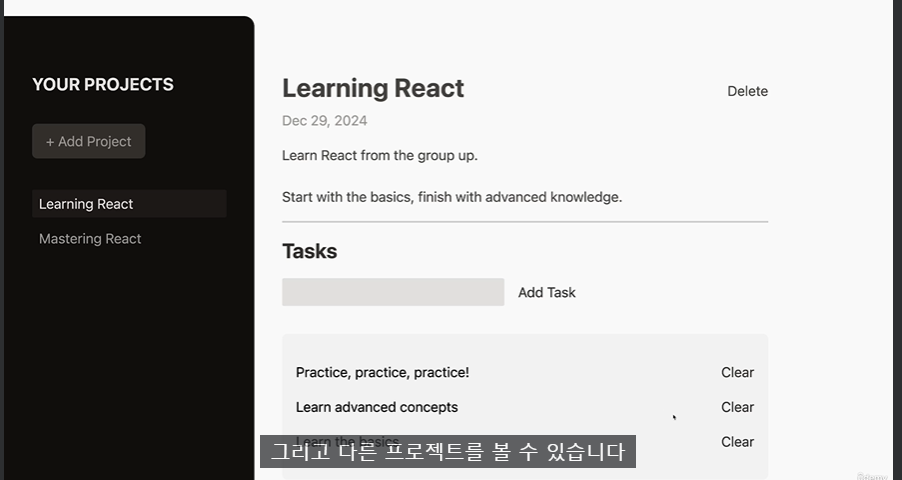 YOUR PROJECTS
+ Add Project
Learning React
Mastering React
Learning React
Delete
Dec 29, 2024
Learn React from the group up.
Start with the basics, finish with advanced knowledge.
Tasks
Add Task
Practice, practice, practice!
Clear
Learn advanced concepts
Clear
Learn the basics
Clear
그리고 다른 프로젝트를 볼 수 있습니다
Udemy